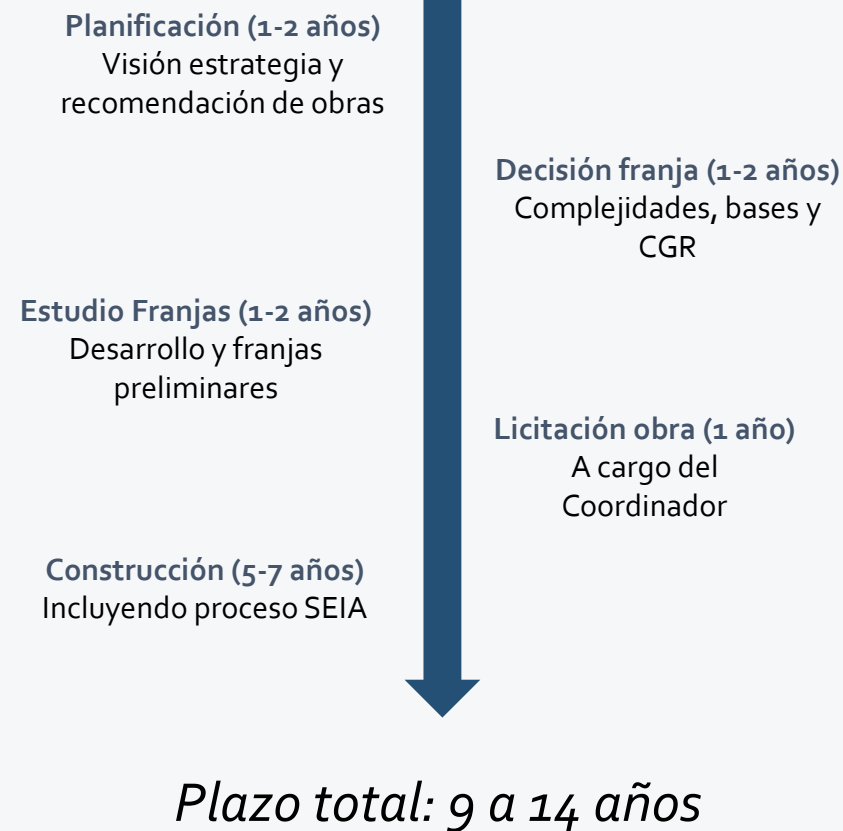 Planificación (1-2 años)
Visión estrategia y
recomendación de obras
Decisión franja (1-2 años)
Complejidades, bases y
CGR
Estudio Franjas (1-2 años)
Desarrollo y franjas
preliminares
Licitación obra (1 año)
A cargo del
Coordinador
Construcción (5-7 años)
Incluyendo proceso SEIA
Plazo total: 9 a 14 años